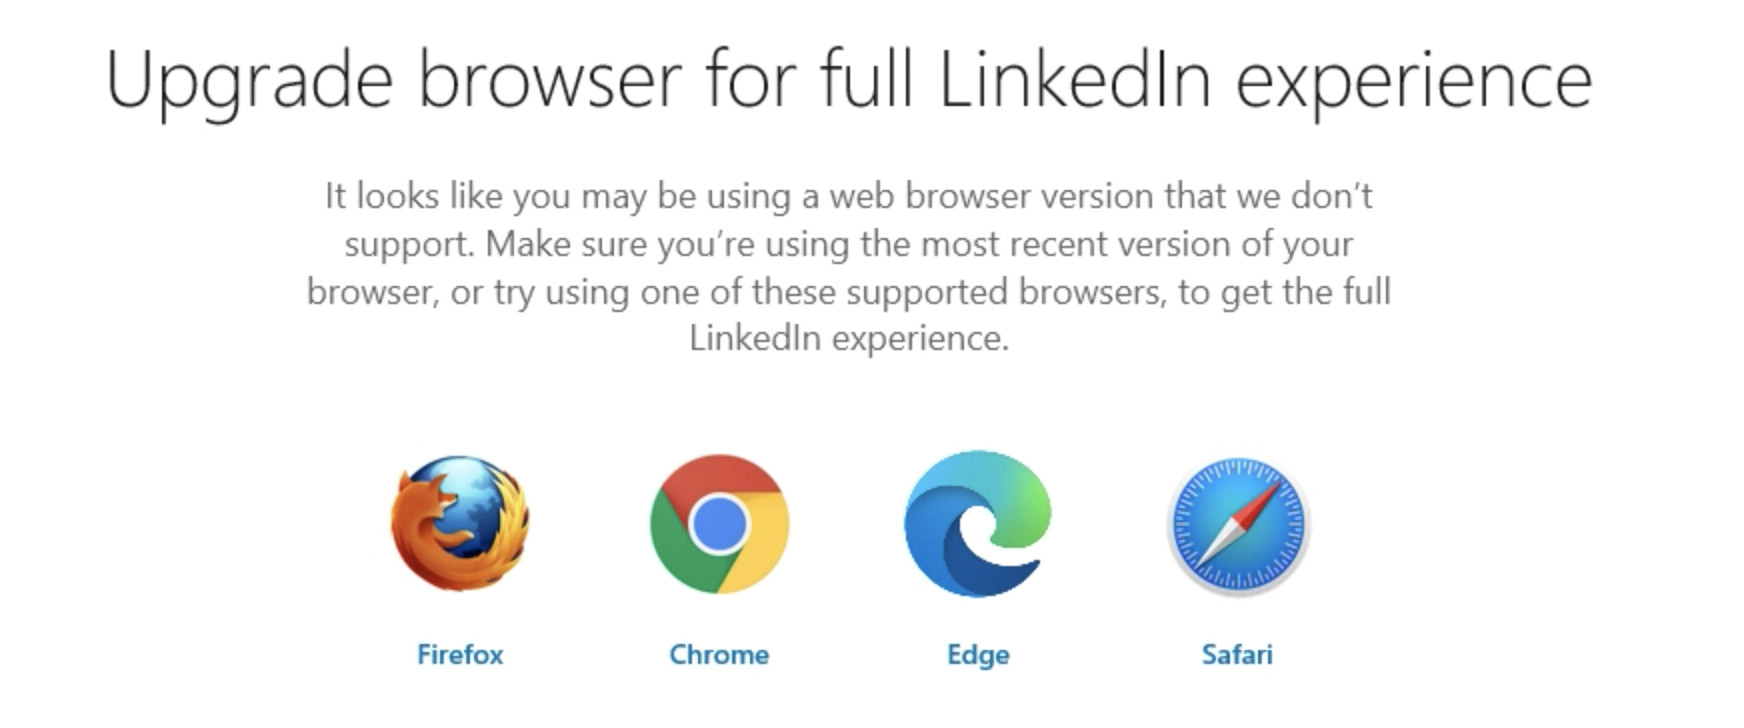 Upgrade browser for full LinkedIn experience
It looks like you may be using a web browser version that we don’t
support. Make sure you’re using the most recent version of your
browser, or try using one of these supported browsers, to get the full
LinkedIn experience.
Firefox
Chrome
Edge
Safari